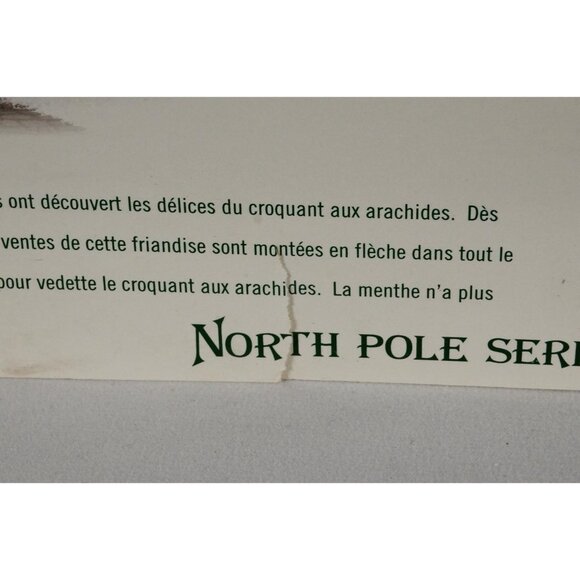 ont découvert les délices du croquant aux arachides. Dès
ventes de cette friandise sont montées en flèche dans tout le
pour vedette le croquant aux arachides. La menthe n'a plus
NORTH POLE SERI